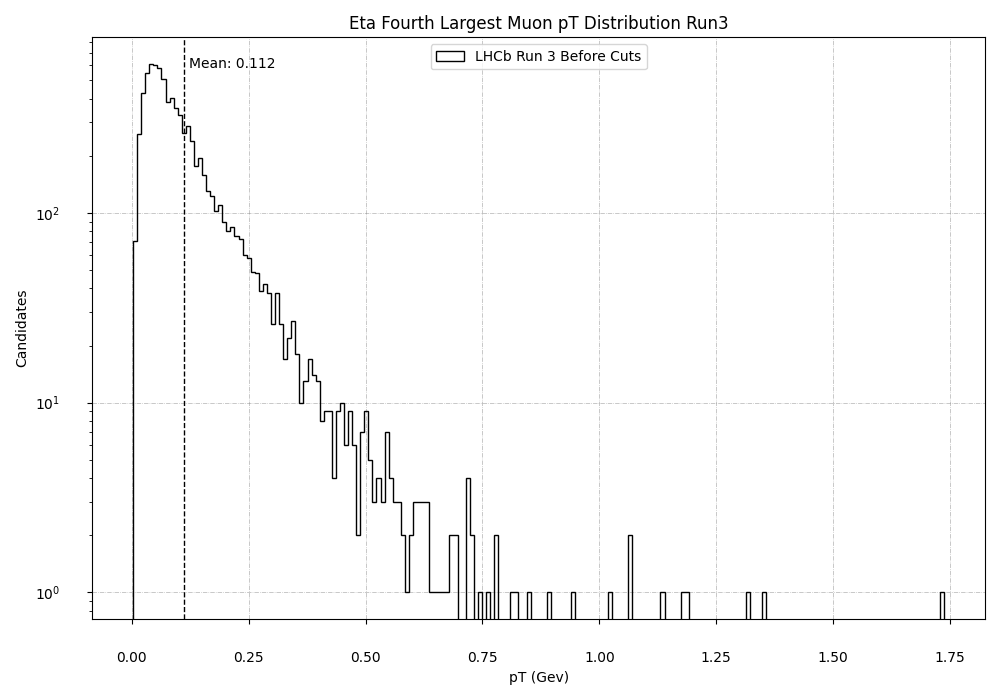 Eta Fourth Largest Muon pT Distribution Run3
LHCb Run 3 Before Cuts
Mean: 0.112
Candidates
10²
10¹
10⁰
0.00 0.25 0.50 0.75 1.00 1.25 1.50 1.75
pT (Gev)